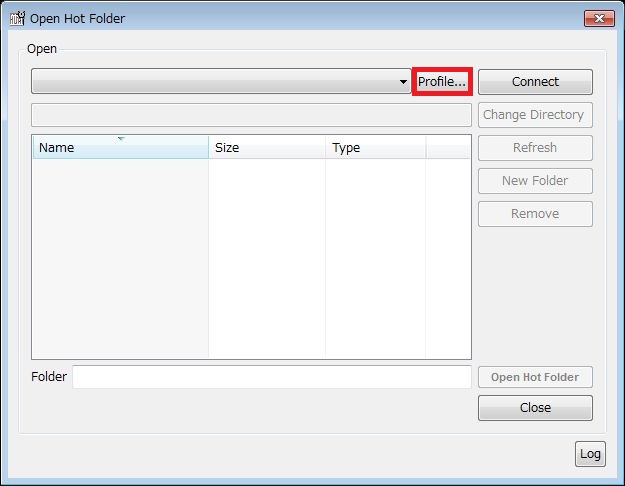 Open Hot Folder
Open
Profile...
Connect
Change Directory
Name
Size
Type
Refresh
New Folder
Remove
Folder
Open Hot Folder
Close
Log